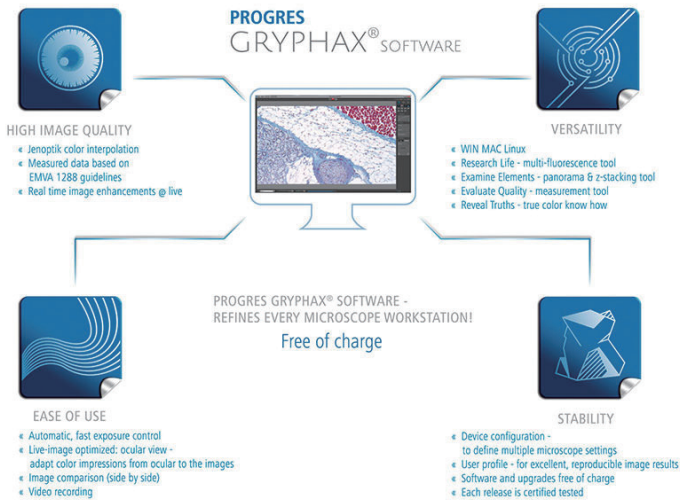 PROGRES
GRYPHAX® SOFTWARE
HIGH IMAGE QUALITY
« Jenoptik color interpolation
« Measured data based on
EMVA 1288 guidelines
« Real time image enhancements @ live
VERSATILITY
« WIN MAC Linux
« Research Life - multi-fluorescence tool
« Examine Elements - panorama & z-stacking tool
« Evaluate Quality - measurement tool
« Reveal Truths - true color know how
PROGRES GRYPHAX® SOFTWARE -
REFINES EVERY MICROSCOPE WORKSTATION!
Free of charge
EASE OF USE
« Automatic, fast exposure control
« Live-image optimized: ocular view -
adapt color impressions from ocular to the images
« Image comparison (side by side)
« Video recording
STABILITY
« Device configuration -
to define multiple microscope settings
« User profile - for excellent, reproducible image results
« Software and upgrades free of charge
« Each release is certified tested